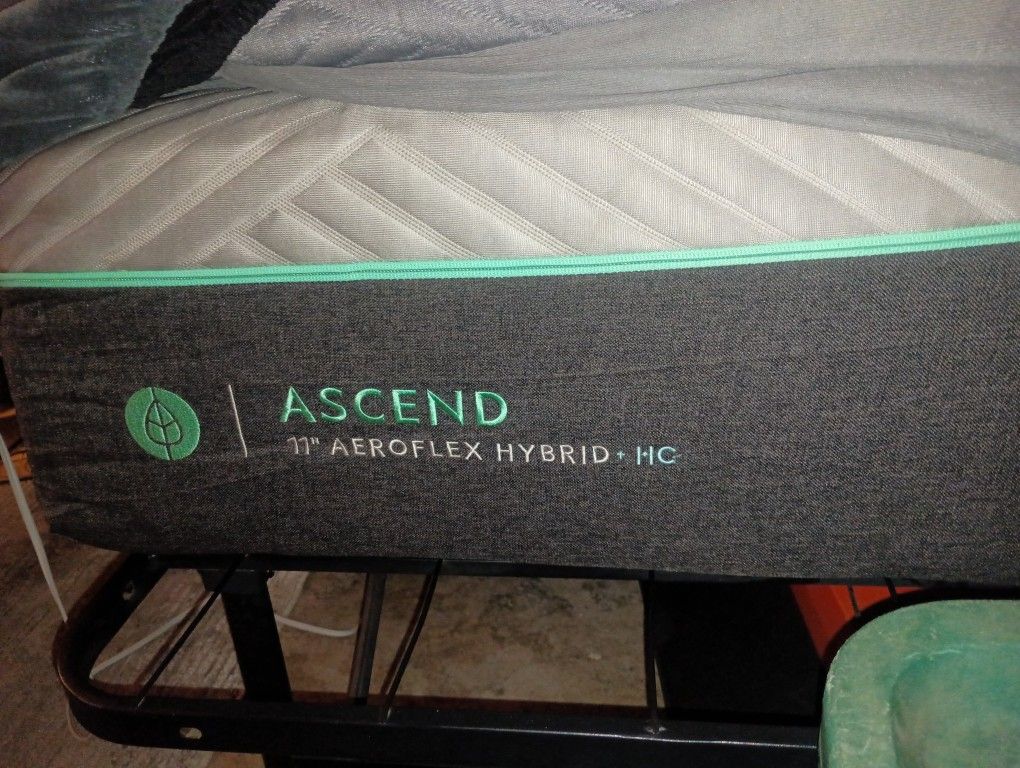 ASCEND
11" AEROFLEX HYBRID + HC